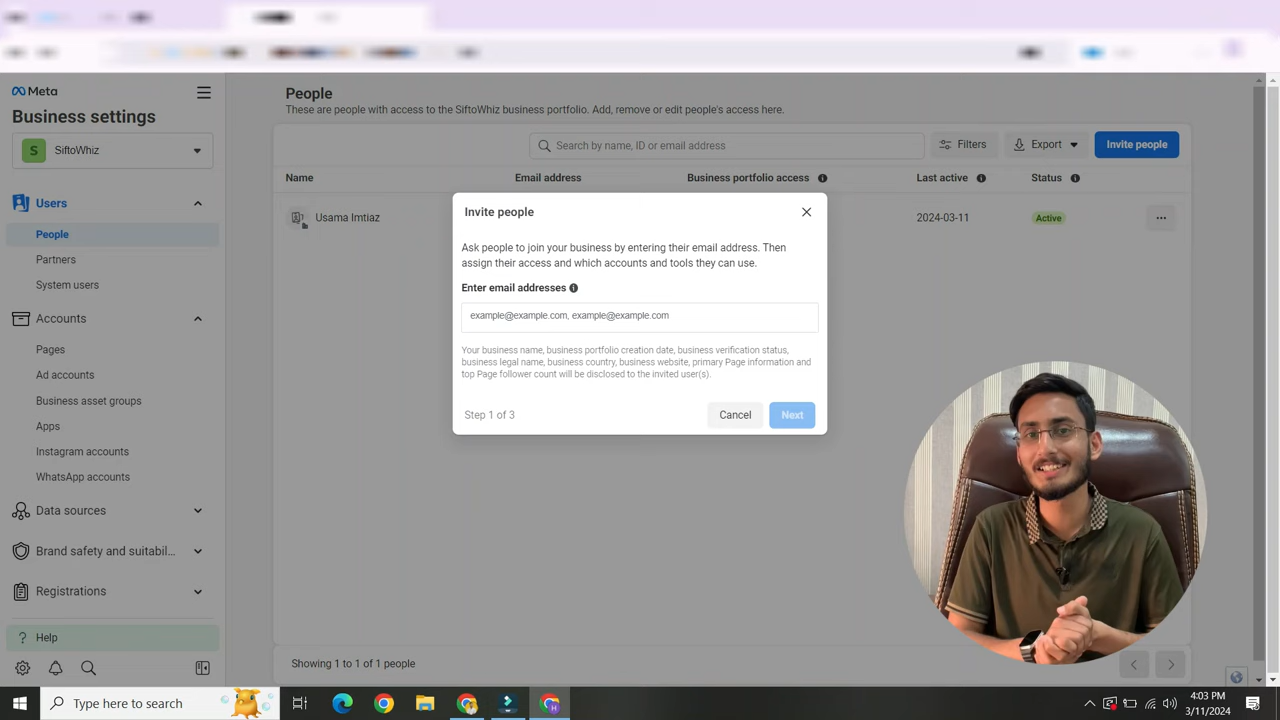 Meta
Business settings
S SiftoWhiz
Users
People
Partners
System users
Accounts
Pages
Ad accounts
Business asset groups
Apps
Instagram accounts
WhatsApp accounts
Data sources
Brand safety and suitabil...
Registrations
? Help
People
These are people with access to the SiftoWhiz business portfolio. Add, remove or edit people's access here.
Search by name, ID or email address
Filters
Export
Invite people
Name Email address Business portfolio access Last active Status
Usama Imtiaz 2024-03-11 Active
Invite people
Ask people to join your business by entering their email address. Then
assign their access and which accounts and tools they can use.
Enter email addresses
example@example.com, example@example.com
Your business name, business portfolio creation date, business verification status,
business legal name, business country, business website, primary Page information and
top Page follower count will be disclosed to the invited user(s).
Step 1 of 3 Cancel Next
Showing 1 to 1 of 1 people
Type here to search
4:03 PM
3/11/2024